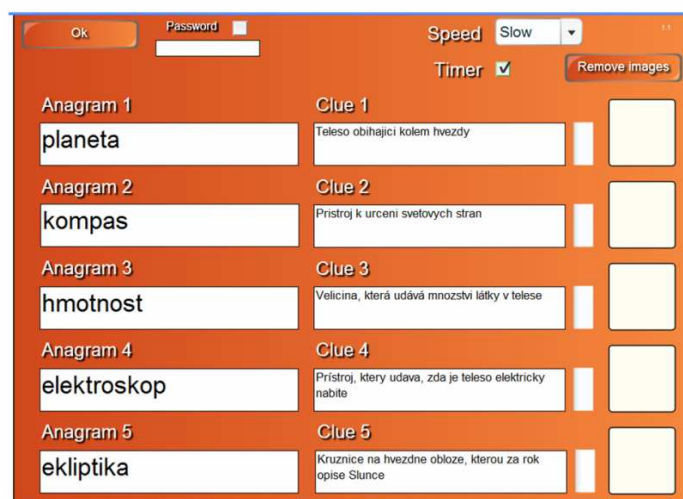 Ok
Password
Speed Slow
1.1
Timer
Remove images
Anagram 1 Clue 1
planeta
Teleso obihajici kolem hvezdy
Anagram 2 Clue 2
kompas
Pristroj k urceni svetovych stran
Anagram 3 Clue 3
hmotnost
Velicina, která udává mnozstvi látky v telese
Anagram 4 Clue 4
elektroskop
Prístroj, ktery udava, zda je teleso elektricky
nabite
Anagram 5 Clue 5
ekliptika
Kruznice na hvezdne obloze, kterou za rok
opise Slunce